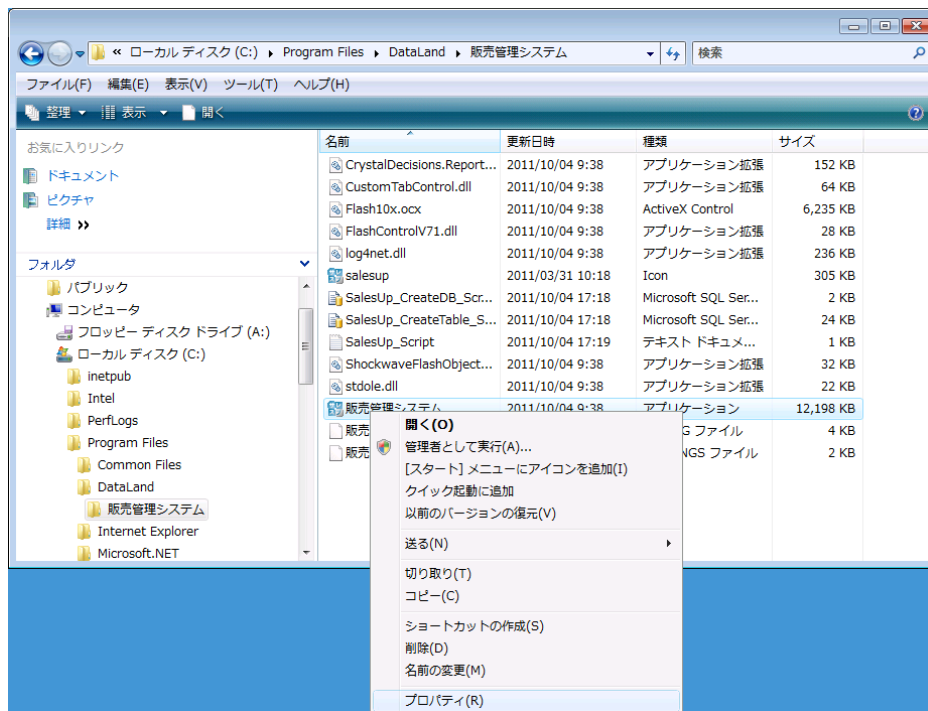 « ローカル ディスク (C:) ▸ Program Files ▸ DataLand ▸ 販売管理システム
検索
ファイル(F) 編集(E) 表示(V) ツール(T) ヘルプ(H)
整理 表示 開く
お気に入りリンク
ドキュメント
ピクチャ
詳細 »
フォルダ
パブリック
コンピュータ
フロッピー ディスク ドライブ (A:)
ローカル ディスク (C:)
inetpub
Intel
PerfLogs
Program Files
Common Files
DataLand
販売管理システム
Internet Explorer
Microsoft.NET
名前 更新日時 種類 サイズ
CrystalDecisions.Report... 2011/10/04 9:38 アプリケーション拡張 152 KB
CustomTabControl.dll 2011/10/04 9:38 アプリケーション拡張 64 KB
Flash10x.ocx 2011/10/04 9:38 ActiveX Control 6,235 KB
FlashControlV71.dll 2011/10/04 9:38 アプリケーション拡張 28 KB
log4net.dll 2011/10/04 9:38 アプリケーション拡張 236 KB
salesup 2011/03/31 10:18 Icon 305 KB
SalesUp_CreateDB_Scr... 2011/10/04 17:18 Microsoft SQL Ser... 2 KB
SalesUp_CreateTable_S... 2011/10/04 17:18 Microsoft SQL Ser... 24 KB
SalesUp_Script 2011/10/04 17:19 テキスト ドキュメ... 1 KB
ShockwaveFlashObject... 2011/10/04 9:38 アプリケーション拡張 32 KB
stdole.dll 2011/10/04 9:38 アプリケーション拡張 22 KB
販売管理システム 2011/10/04 9:38 アプリケーション 12,198 KB
販売 G ファイル 4 KB
販売 NGS ファイル 2 KB
開く(O)
管理者として実行(A)...
[スタート] メニューにアイコンを追加(I)
クイック起動に追加
以前のバージョンの復元(V)
送る(N)
切り取り(T)
コピー(C)
ショートカットの作成(S)
削除(D)
名前の変更(M)
プロパティ(R)